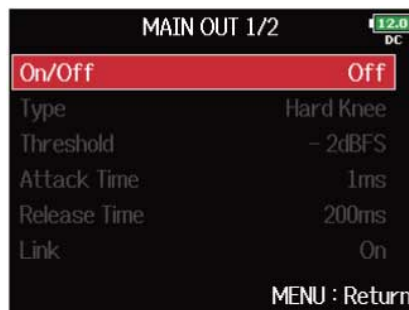 MAIN OUT 1/2
12.0
DC
On/Off Off
Type Hard Knee
Threshold – 2dBFS
Attack Time 1ms
Release Time 200ms
Link On
MENU : Return